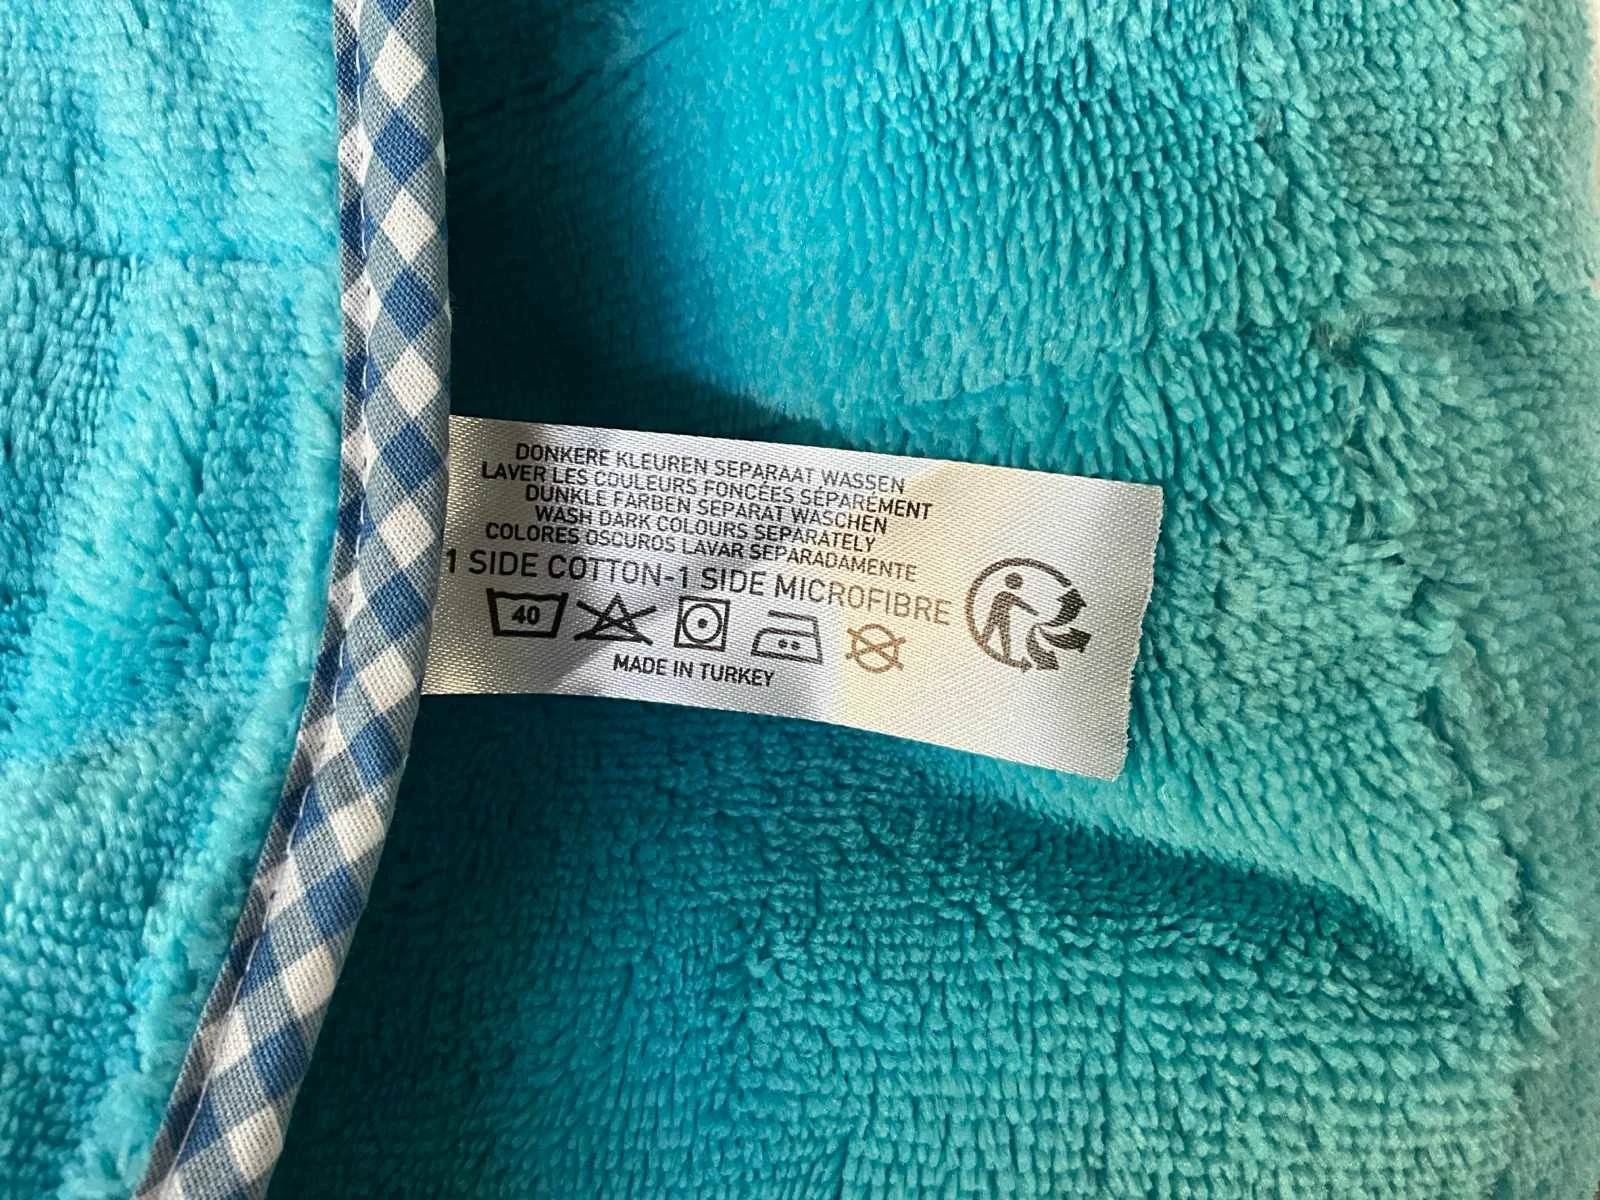 DONKERE KLEUREN SEPARAAT WASSEN
LAVER LES COULEURS FONCÉES SÉPARÉMENT
DUNKLE FARBEN SEPARAT WASCHEN
WASH DARK COLOURS SEPARATELY
COLORES OSCUROS LAVAR SEPARADAMENTE
1 SIDE COTTON-1 SIDE MICROFIBRE
40
MADE IN TURKEY